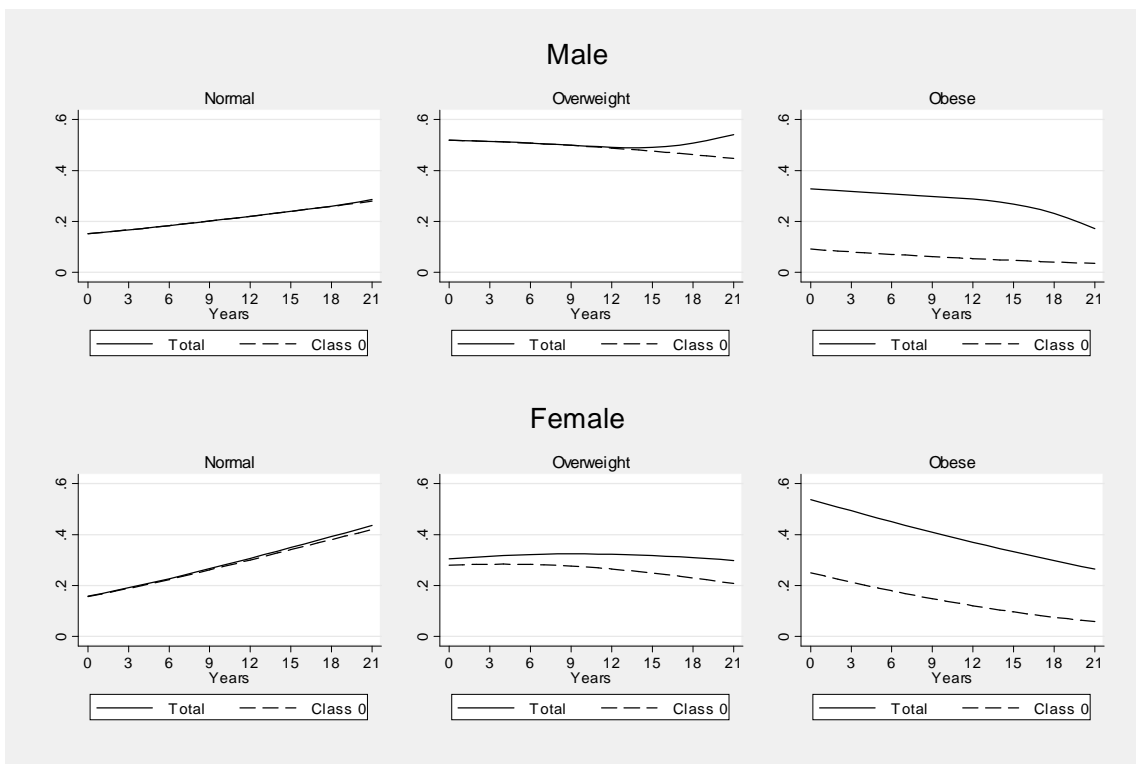 Male
Normal Overweight Obese
.6 .6 .6
.4 .4 .4
.2 .2 .2
0 0 0
0 3 6 9 12 15 18 21 0 3 6 9 12 15 18 21 0 3 6 9 12 15 18 21
Years Years Years
Total Class 0 Total Class 0 Total Class 0
Female
Normal Overweight Obese
.6 .6 .6
.4 .4 .4
.2 .2 .2
0 0 0
0 3 6 9 12 15 18 21 0 3 6 9 12 15 18 21 0 3 6 9 12 15 18 21
Years Years Years
Total Class 0 Total Class 0 Total Class 0